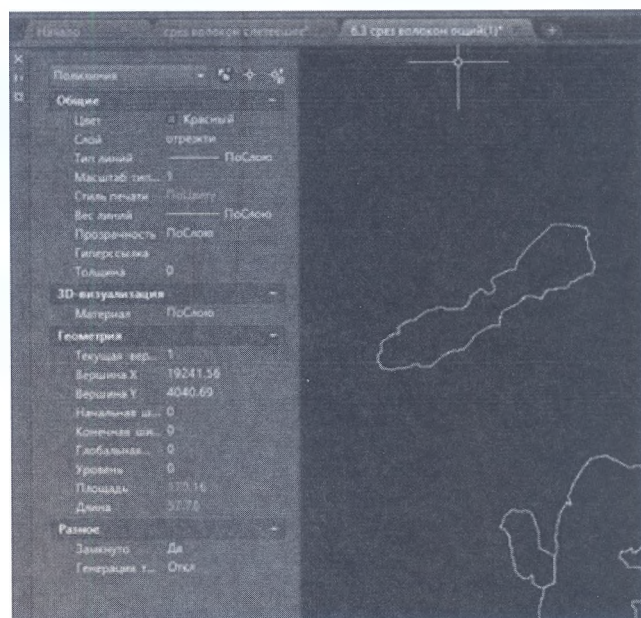 Начало срез волокон слетевшие* 6.3 срез волокон оший(1)* +
Полилиния
Общие
Цвет Красный
Слой отрезкти
Тип линий ПоСлою
Масштаб тип... 1
Стиль печати ПоЦвету
Вес линий ПоСлою
Прозрачность ПоСлою
Гиперссылка
Толщина 0
3D-визуализация
Материал ПоСлою
Геометрия
Текущая вер... 1
Вершина X 19241.56
Вершина Y 4040.69
Начальная ш... 0
Конечная ши... 0
Глобальная... 0
Уровень 0
Площадь
Длина
Разное
Замкнуто Да
Генерация т... Откл